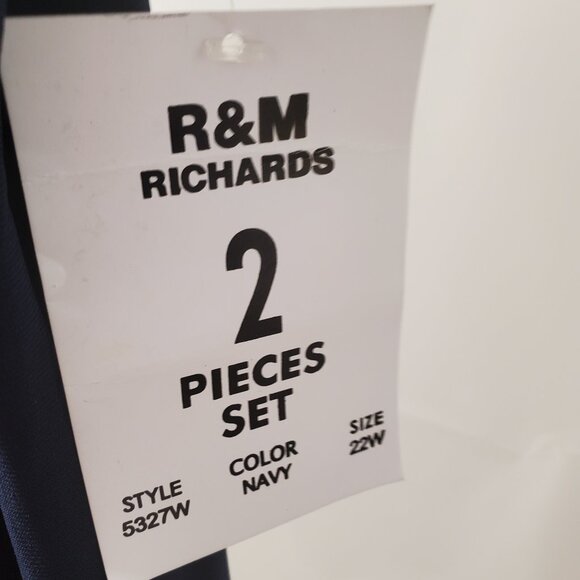 R&M
RICHARDS
2
PIECES
SET
STYLE COLOR SIZE
5327W NAVY 22W